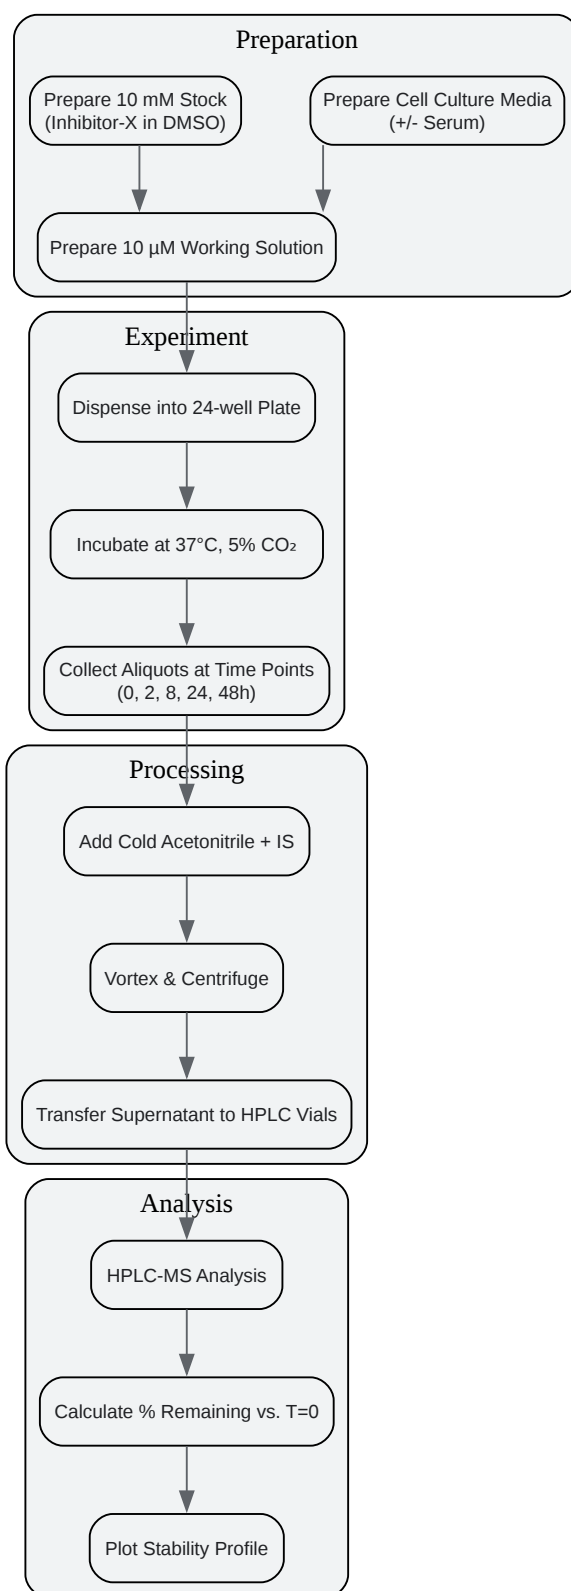 Preparation
Prepare 10 mM Stock
(Inhibitor-X in DMSO)
Prepare Cell Culture Media
(+/- Serum)
Prepare 10 µM Working Solution
Experiment
Dispense into 24-well Plate
Incubate at 37°C, 5% CO₂
Collect Aliquots at Time Points
(0, 2, 8, 24, 48h)
Processing
Add Cold Acetonitrile + IS
Vortex & Centrifuge
Transfer Supernatant to HPLC Vials
Analysis
HPLC-MS Analysis
Calculate % Remaining vs. T=0
Plot Stability Profile